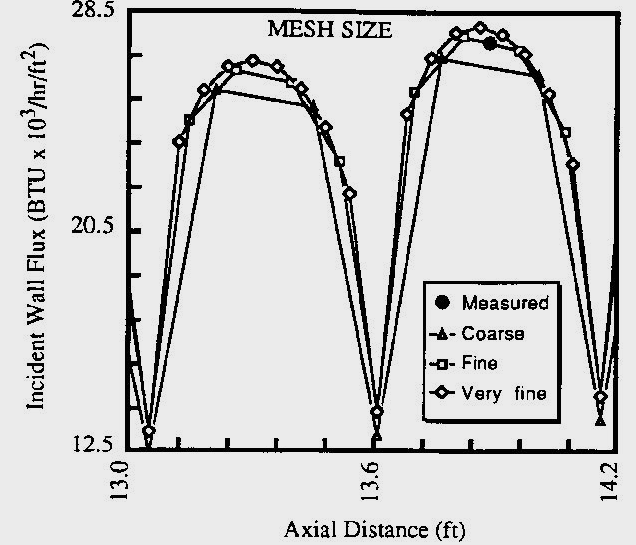 28.5
MESH SIZE
Incident Wall Flux (BTU x 10³/hr/ft²)
20.5
Measured
Coarse
Fine
Very fine
12.5
13.0
13.6
14.2
Axial Distance (ft)